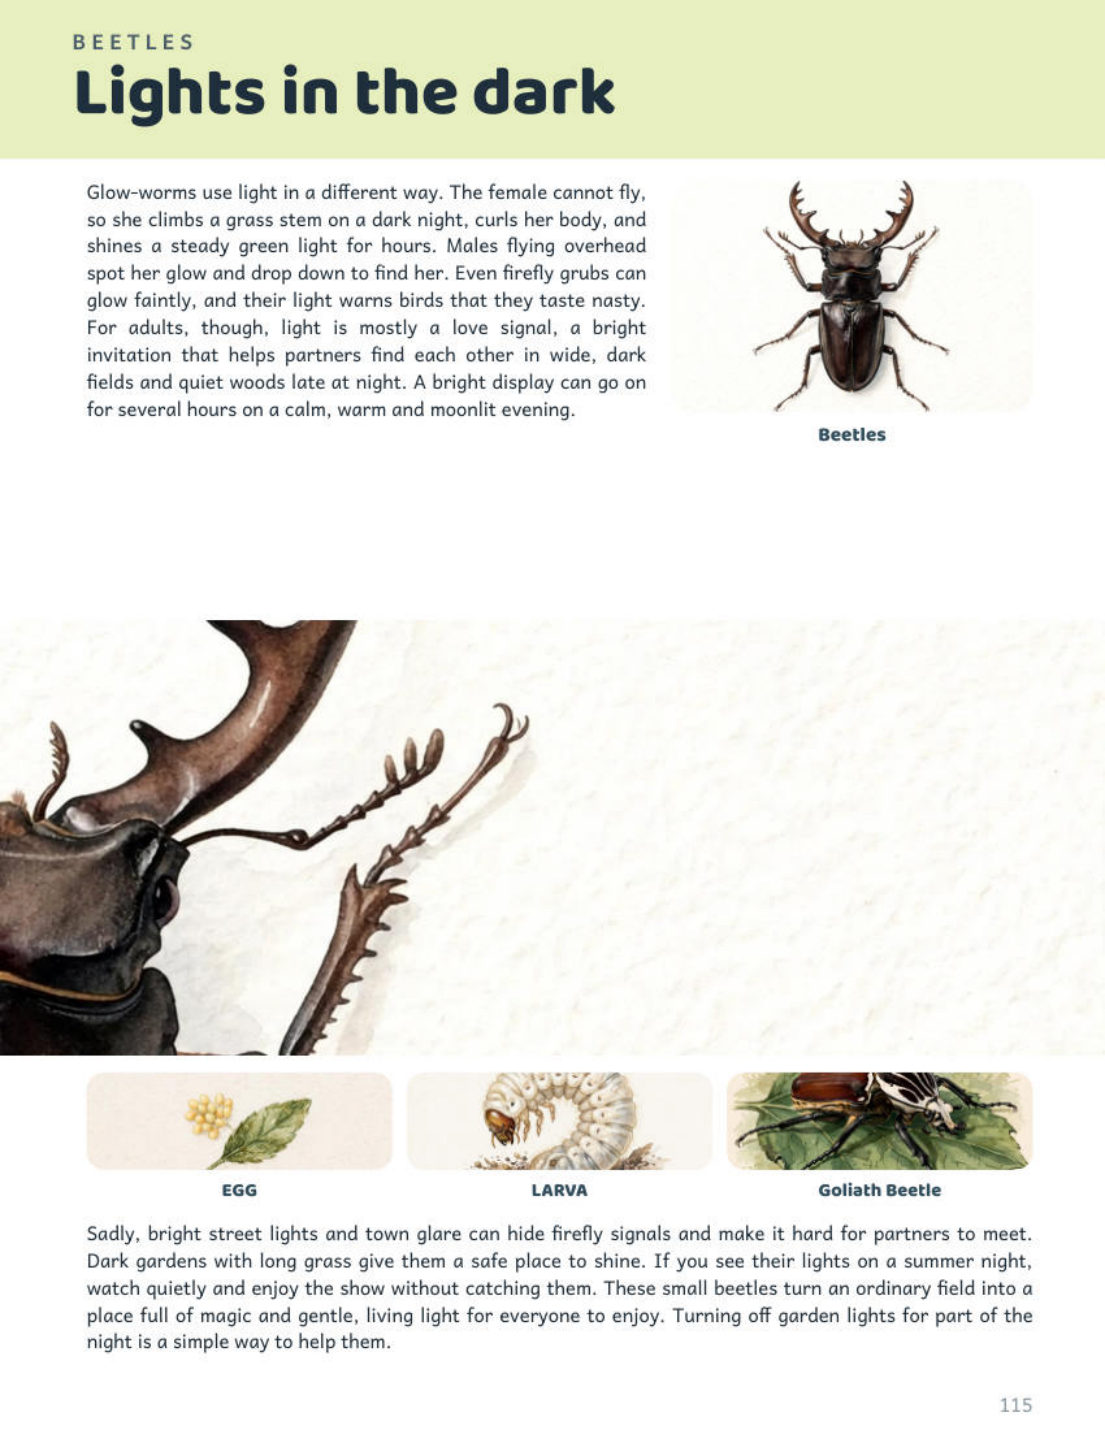 BEETLES
Lights in the dark
Glow-worms use light in a different way. The female cannot fly,
so she climbs a grass stem on a dark night, curls her body, and
shines a steady green light for hours. Males flying overhead
spot her glow and drop down to find her. Even firefly grubs can
glow faintly, and their light warns birds that they taste nasty.
For adults, though, light is mostly a love signal, a bright
invitation that helps partners find each other in wide, dark
fields and quiet woods late at night. A bright display can go on
for several hours on a calm, warm and moonlit evening.
Beetles
EGG
LARVA
Goliath Beetle
Sadly, bright street lights and town glare can hide firefly signals and make it hard for partners to meet.
Dark gardens with long grass give them a safe place to shine. If you see their lights on a summer night,
watch quietly and enjoy the show without catching them. These small beetles turn an ordinary field into a
place full of magic and gentle, living light for everyone to enjoy. Turning off garden lights for part of the
night is a simple way to help them.
115